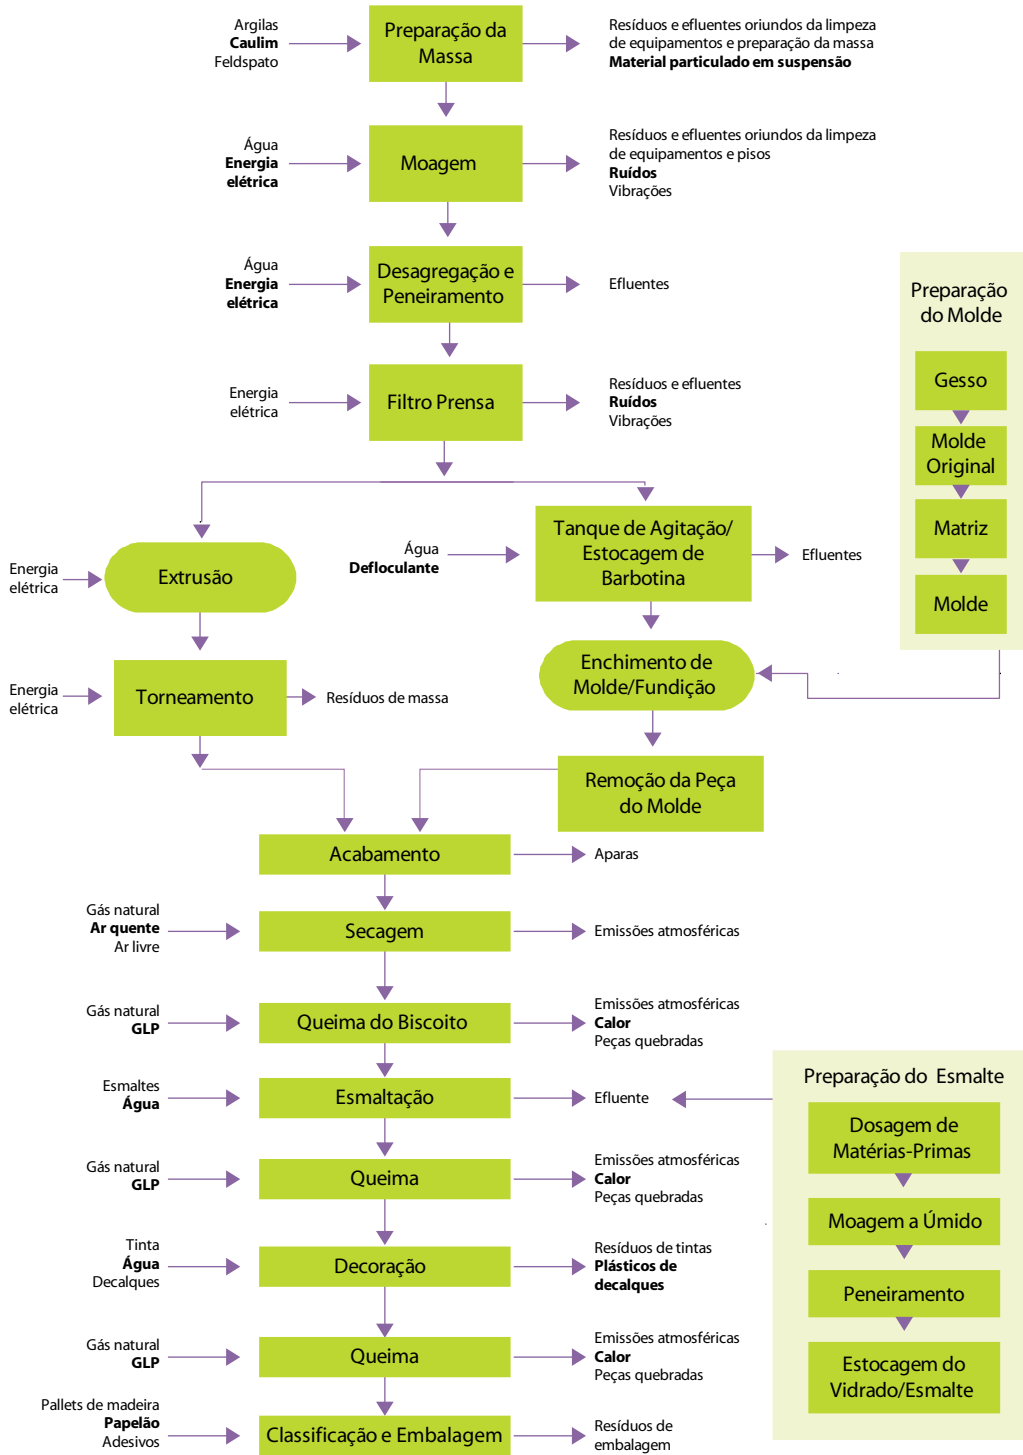 Argilas
Caulim
Feldspato
Preparação da
Massa
Resíduos e efluentes oriundos da limpeza
de equipamentos e preparação da massa
Material particulado em suspensão
Água
Energia
elétrica
Moagem
Resíduos e efluentes oriundos da limpeza
de equipamentos e pisos
Ruídos
Vibrações
Água
Energia
elétrica
Desagregação e
Peneiramento
Efluentes
Energia
elétrica
Filtro Prensa
Resíduos e efluentes
Ruídos
Vibrações
Preparação
do Molde
Gesso
Molde
Original
Matriz
Molde
Energia
elétrica
Extrusão
Água
Defloculante
Tanque de Agitação/
Estocagem de
Barbotina
Efluentes
Energia
elétrica
Torneamento
Resíduos de massa
Enchimento de
Molde/Fundição
Remoção da Peça
do Molde
Acabamento
Aparas
Gás natural
Ar quente
Ar livre
Secagem
Emissões atmosféricas
Gás natural
GLP
Queima do Biscoito
Emissões atmosféricas
Calor
Peças quebradas
Esmaltes
Água
Esmaltação
Efluente
Gás natural
GLP
Queima
Emissões atmosféricas
Calor
Peças quebradas
Tinta
Água
Decalques
Decoração
Resíduos de tintas
Plásticos de
decalques
Gás natural
GLP
Queima
Emissões atmosféricas
Calor
Peças quebradas
Pallets de madeira
Papelão
Adesivos
Classificação e Embalagem
Resíduos de
embalagem
Preparação do Esmalte
Dosagem de
Matérias-Primas
Moagem a Úmido
Peneiramento
Estocagem do
Vidrado/Esmalte